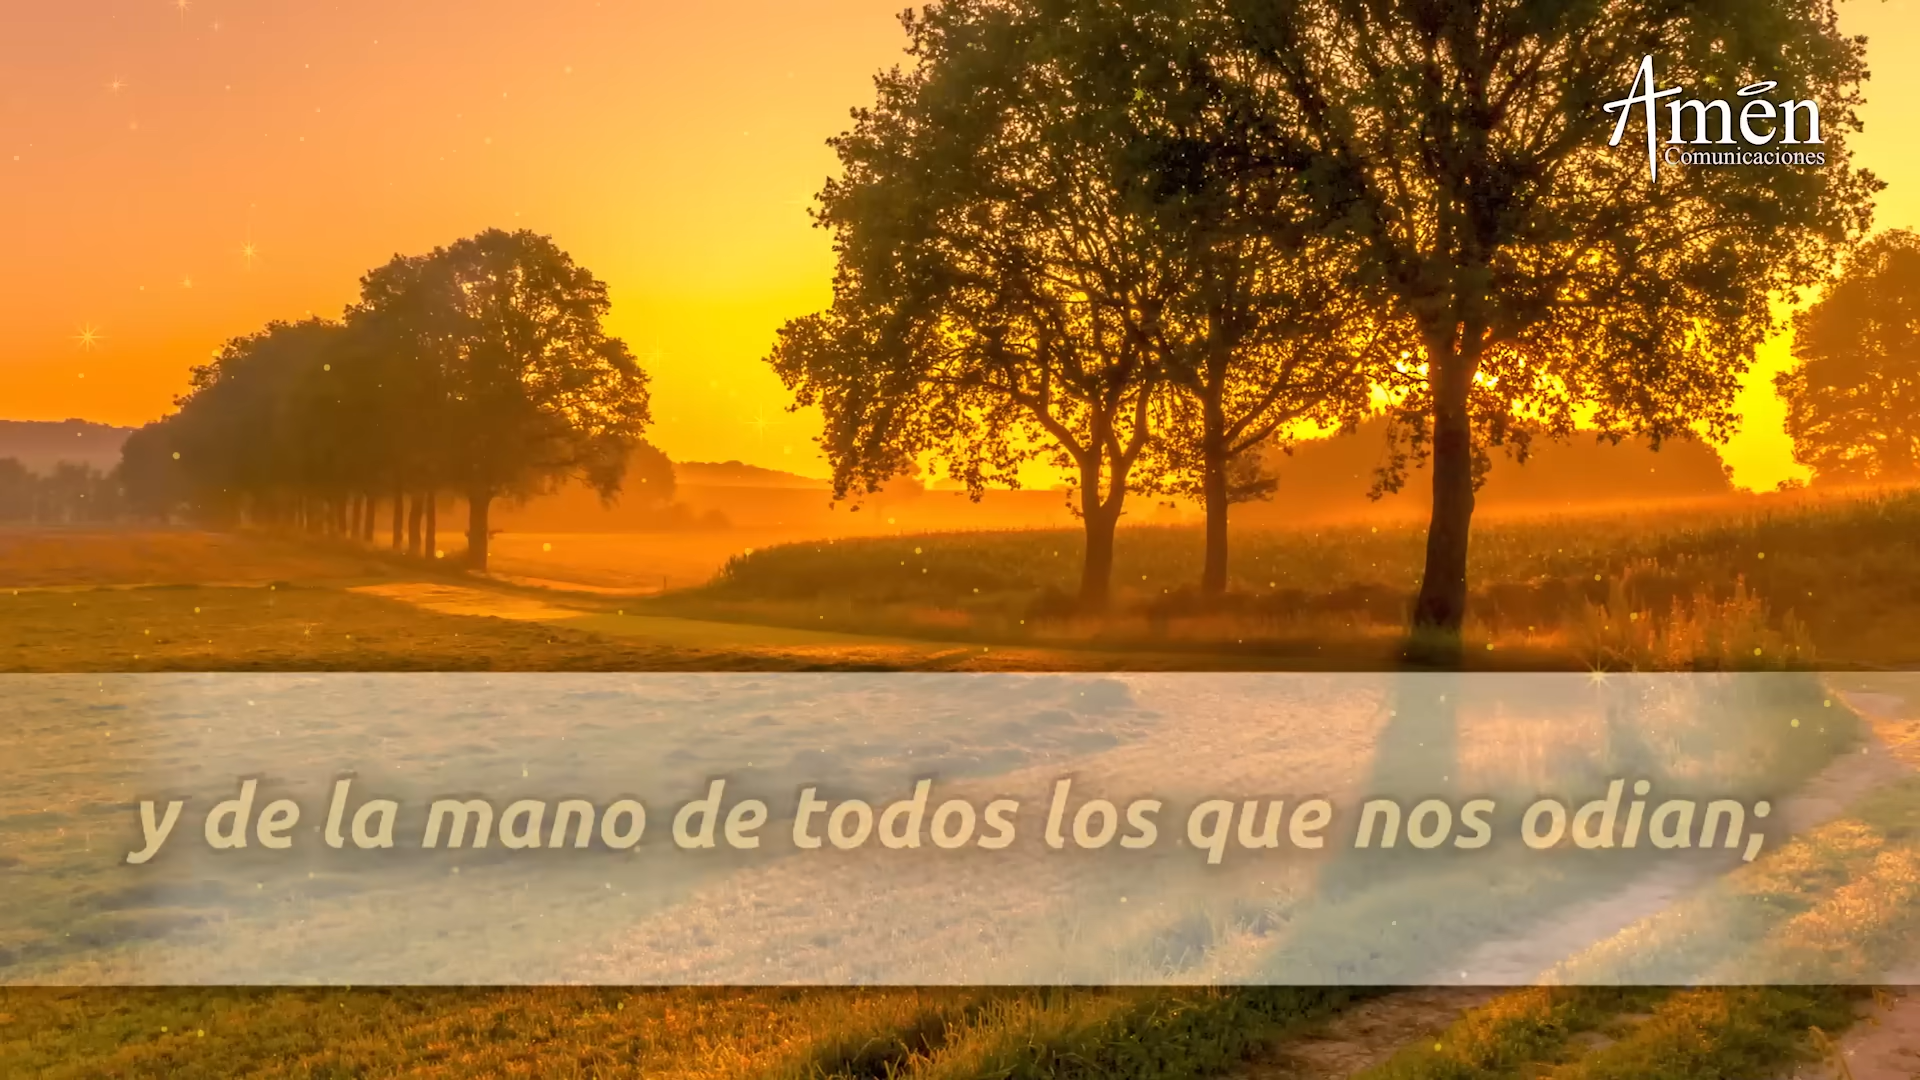 Amén
Comunicaciones
y de la mano de todos los que nos odian;